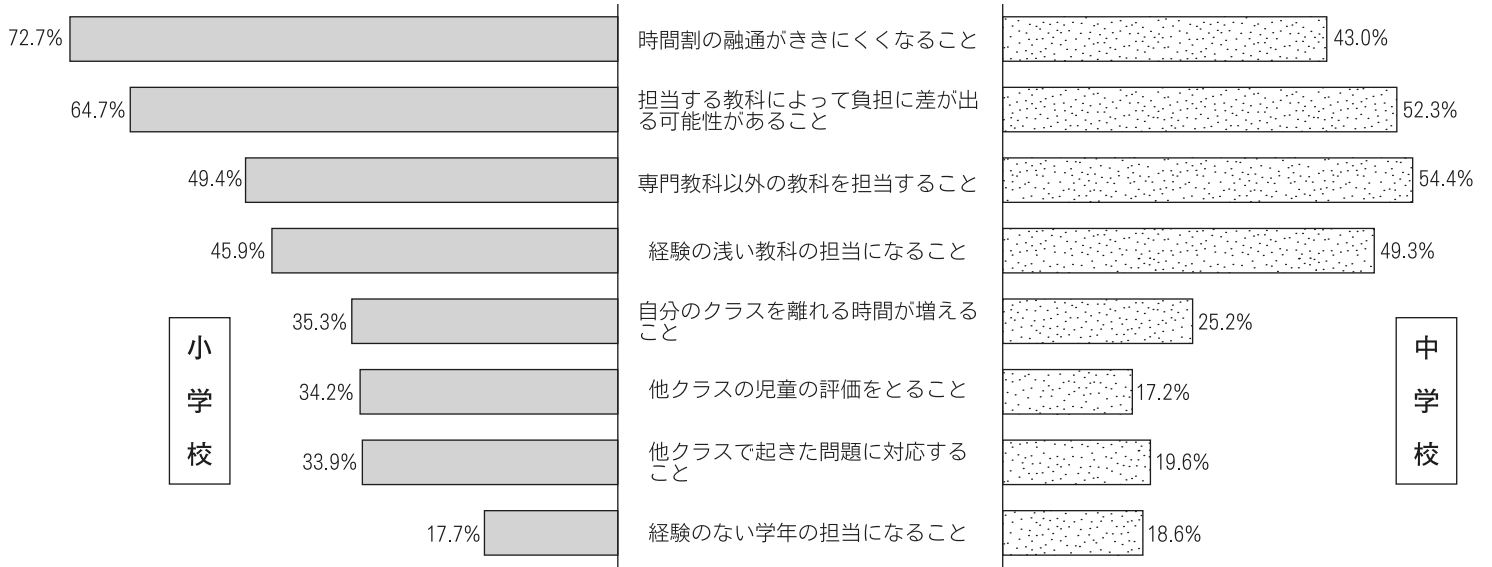 72.7%
時間割の融通がききにくくなること
43.0%
64.7%
担当する教科によって負担に差が出
る可能性があること
52.3%
49.4%
専門教科以外の教科を担当すること
54.4%
45.9%
経験の浅い教科の担当になること
49.3%
35.3%
自分のクラスを離れる時間が増える
こと
25.2%
34.2%
他クラスの児童の評価をとること
17.2%
33.9%
他クラスで起きた問題に対応する
こと
19.6%
17.7%
経験のない学年の担当になること
18.6%
小学校
中学校